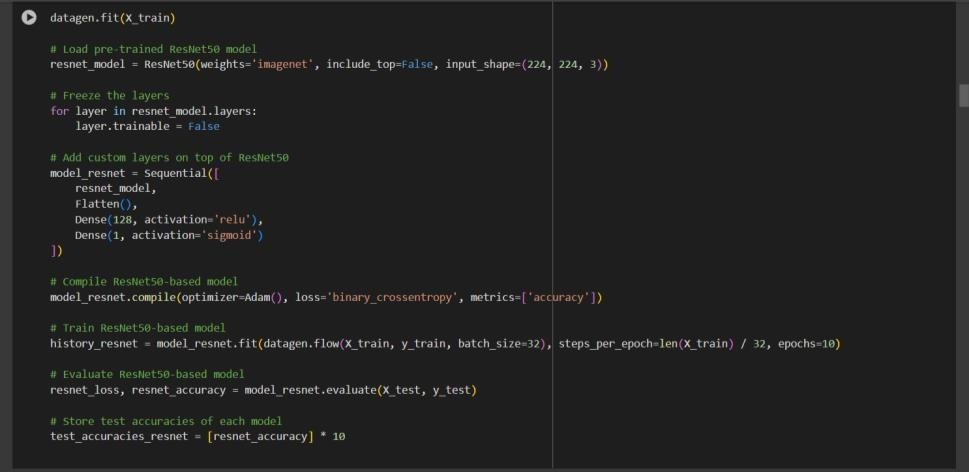 datagen.fit(X_train)
# Load pre-trained ResNet50 model
resnet_model = ResNet50(weights='imagenet', include_top=False, input_shape=(224, 224, 3))
# Freeze the layers
for layer in resnet_model.layers:
    layer.trainable = False
# Add custom layers on top of ResNet50
model_resnet = Sequential([
    resnet_model,
    Flatten(),
    Dense(128, activation='relu'),
    Dense(1, activation='sigmoid')
])
# Compile ResNet50-based model
model_resnet.compile(optimizer=Adam(), loss='binary_crossentropy', metrics=['accuracy'])
# Train ResNet50-based model
history_resnet = model_resnet.fit(datagen.flow(X_train, y_train, batch_size=32), steps_per_epoch=len(X_train) / 32, epochs=10)
# Evaluate ResNet50-based model
resnet_loss, resnet_accuracy = model_resnet.evaluate(X_test, y_test)
# Store test accuracies of each model
test_accuracies_resnet = [resnet_accuracy] * 10